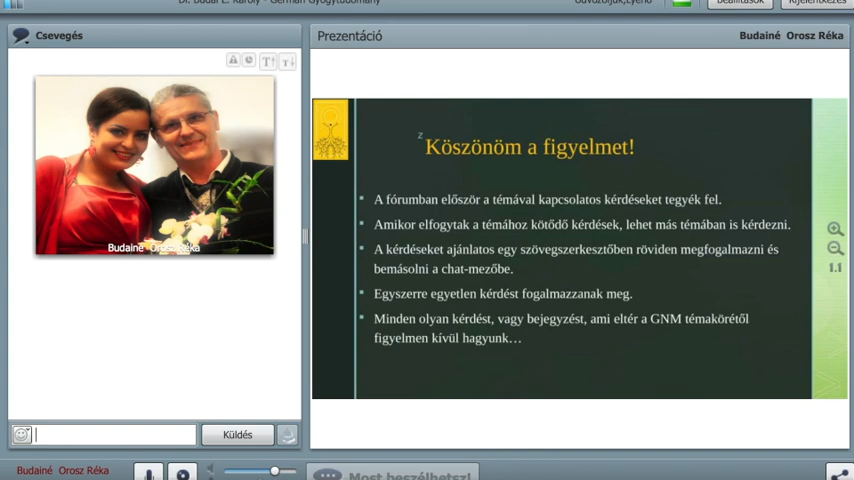 Dr. Budai L. Károly - Germán Gyógytudomány
Üdvözöljük,
Beállítások
Kijelentkezés
Csevegés
Prezentáció
Budainé Orosz Réka
T↑ T↓
Budainé Orosz Réka
z
Köszönöm a figyelmet!
A fórumban először a témával kapcsolatos kérdéseket tegyék fel.
Amikor elfogytak a témához kötődő kérdések, lehet más témában is kérdezni.
A kérdéseket ajánlatos egy szövegszerkesztőben röviden megfogalmazni és
bemásolni a chat-mezőbe.
Egyszerre egyetlen kérdést fogalmazzanak meg.
Minden olyan kérdést, vagy bejegyzést, ami eltér a GNM témakörétől
figyelmen kívül hagyunk…
1.1
Küldés
Budainé Orosz Réka
Most beszélhetsz!